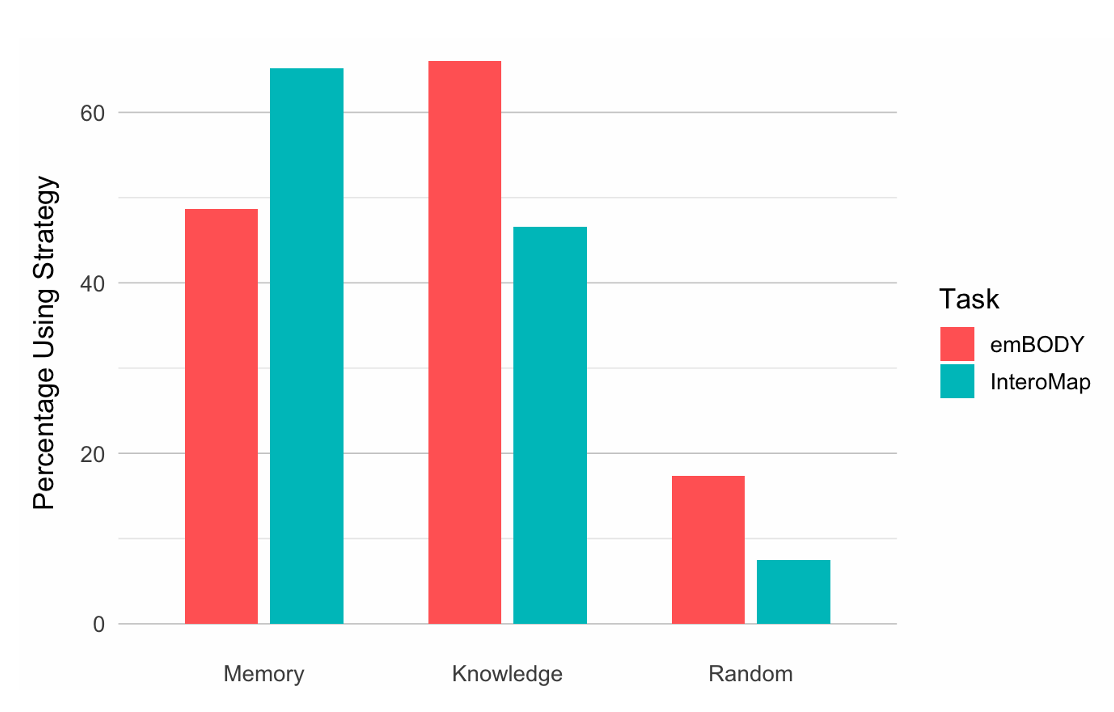 60
40
20
0
Percentage Using Strategy
Memory
Knowledge
Random
Task
emBODY
InteroMap